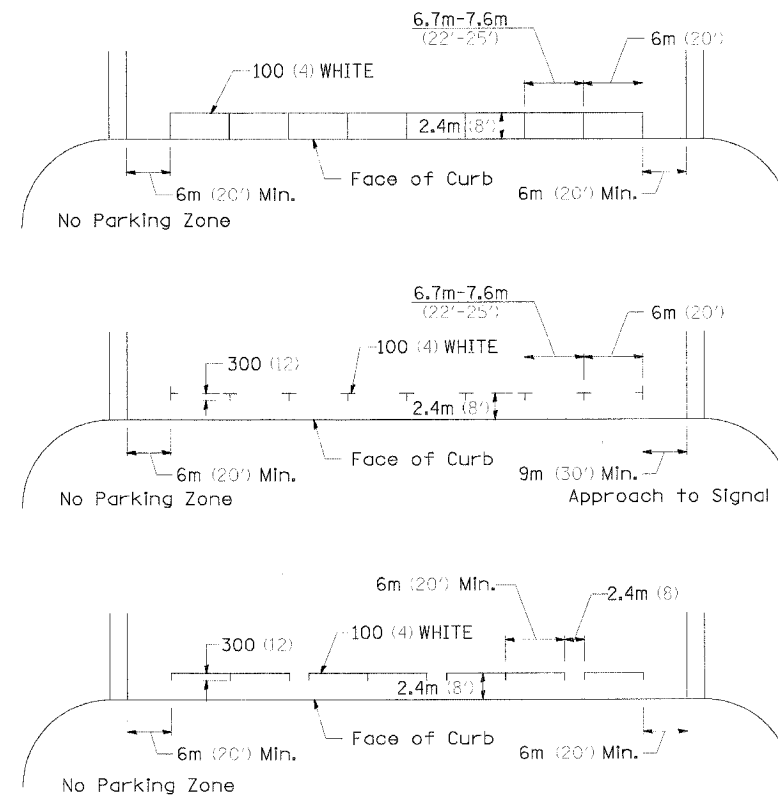 6.7m-7.6m
(22'-25')
6m (20')
100 (4) WHITE
2.4m (8')
Face of Curb
6m (20') Min.
6m (20') Min.
No Parking Zone
6.7m-7.6m
(22'-25')
6m (20')
100 (4) WHITE
300 (12)
2.4m (8')
Face of Curb
6m (20') Min.
9m (30') Min.
No Parking Zone
Approach to Signal
6m (20') Min.
2.4m (8)
300 (12)
100 (4) WHITE
2.4m (8')
Face of Curb
6m (20') Min.
6m (20') Min.
No Parking Zone